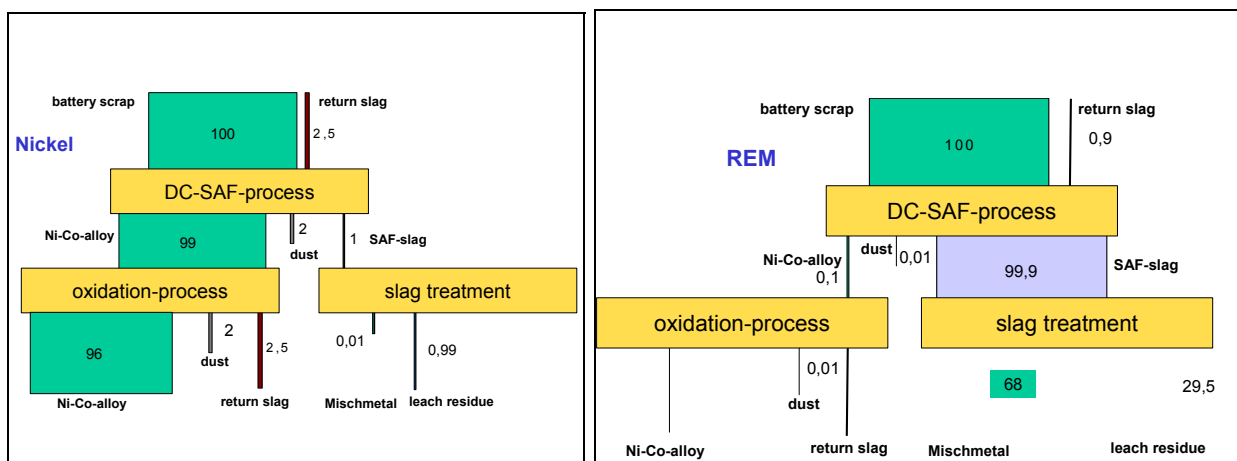 battery scrap
return slag
100
2,5
Nickel
DC-SAF-process
Ni-Co-alloy
99
2
dust
1
SAF-slag
oxidation-process
slag treatment
96
2
dust
2,5
0,01
0,99
Ni-Co-alloy
return slag
Mischmetal
leach residue
battery scrap
return slag
100
0,9
REM
DC-SAF-process
Ni-Co-alloy
0,1
dust
0,01
99,9
SAF-slag
oxidation-process
slag treatment
0,01
dust
68
29,5
Ni-Co-alloy
return slag
Mischmetal
leach residue